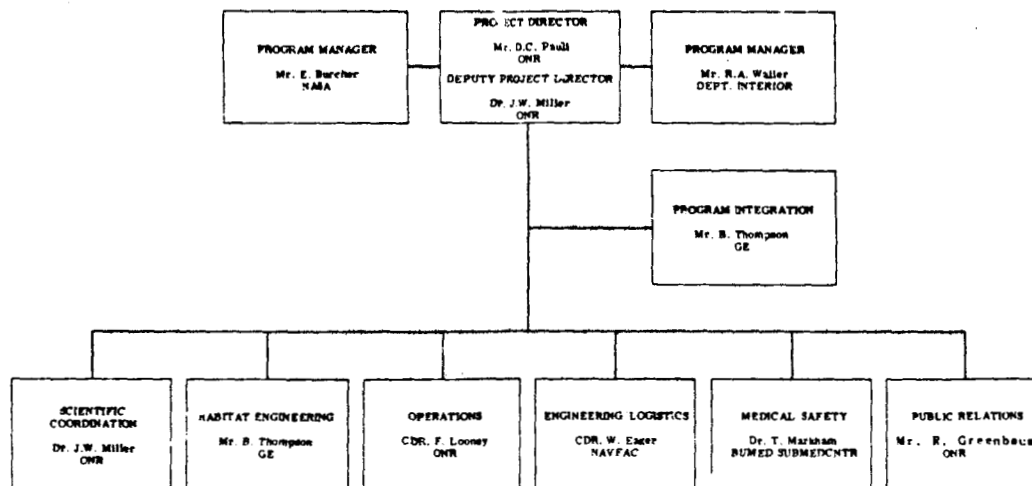 PROJECT DIRECTOR
Mr. D.C. Pauli
ONR
DEPUTY PROJECT DIRECTOR
Dr. J.W. Miller
ONR
PROGRAM MANAGER
Mr. E. Burcher
NASA
PROGRAM MANAGER
Mr. R.A. Waller
DEPT. INTERIOR
PROGRAM INTEGRATION
Mr. B. Thompson
GE
SCIENTIFIC
COORDINATION
Dr. J.W. Miller
ONR
HABITAT ENGINEERING
Mr. B. Thompson
GE
OPERATIONS
CDR. F. Looney
ONR
ENGINEERING LOGISTICS
CDR. W. Eager
NAVFAC
MEDICAL SAFETY
Dr. T. Markham
BUMED SUBMEDCNTR
PUBLIC RELATIONS
Mr. R. Greenbaum
ONR